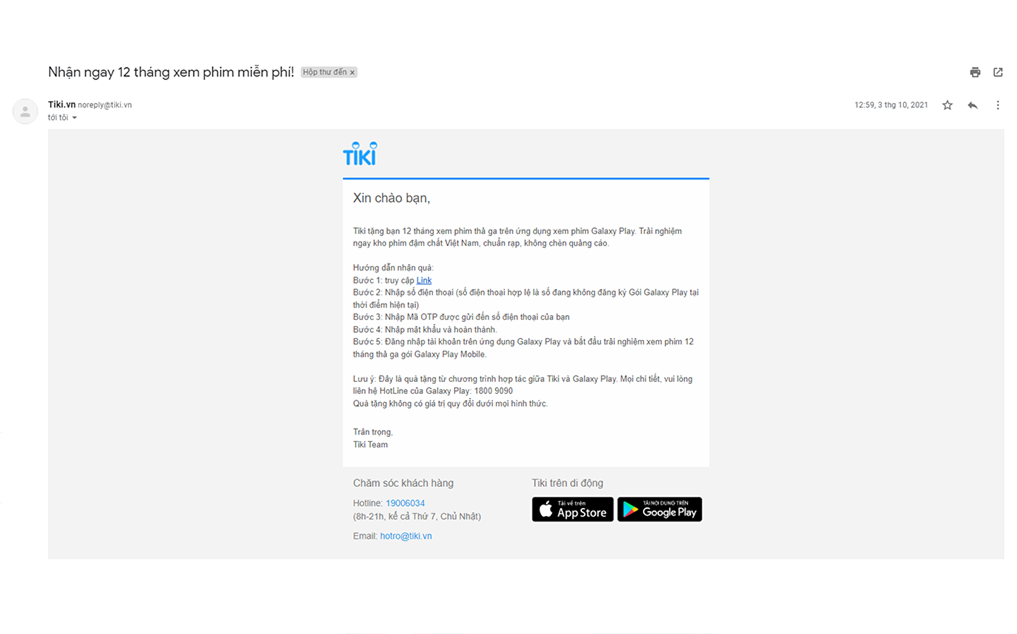 Nhận ngay 12 tháng xem phim miễn phí! Hộp thư đến x
Tiki.vn noreply@tiki.vn
12:59, 3 thg 10, 2021
tới tôi
TIKI
Xin chào bạn,
Tiki tặng bạn 12 tháng xem phim thả ga trên ứng dụng xem phim Galaxy Play. Trải nghiệm
ngay kho phim đậm chất Việt Nam, chuẩn rạp, không chèn quảng cáo.
Hướng dẫn nhận quà:
Bước 1: truy cập Link
Bước 2: Nhập số điện thoại (số điện thoại hợp lệ là số đang không đăng ký Gói Galaxy Play tại
thời điểm hiện tại)
Bước 3: Nhập Mã OTP được gửi đến số điện thoại của bạn
Bước 4: Nhập mật khẩu và hoàn thành.
Bước 5: Đăng nhập tài khoản trên ứng dụng Galaxy Play và bắt đầu trải nghiệm xem phim 12
tháng thả ga gói Galaxy Play Mobile.
Lưu ý: Đây là quà tặng từ chương trình hợp tác giữa Tiki và Galaxy Play. Mọi chi tiết, vui lòng
liên hệ HotLine của Galaxy Play: 1800 9090
Quà tặng không có giá trị quy đổi dưới mọi hình thức.
Trân trọng,
Tiki Team
Chăm sóc khách hàng
Hotline: 19006034
(8h-21h, kể cả Thứ 7, Chủ Nhật)
Email: hotro@tiki.vn
Tiki trên di động
Tải về trên
App Store
TẢI NỘI DUNG TRÊN
Google Play